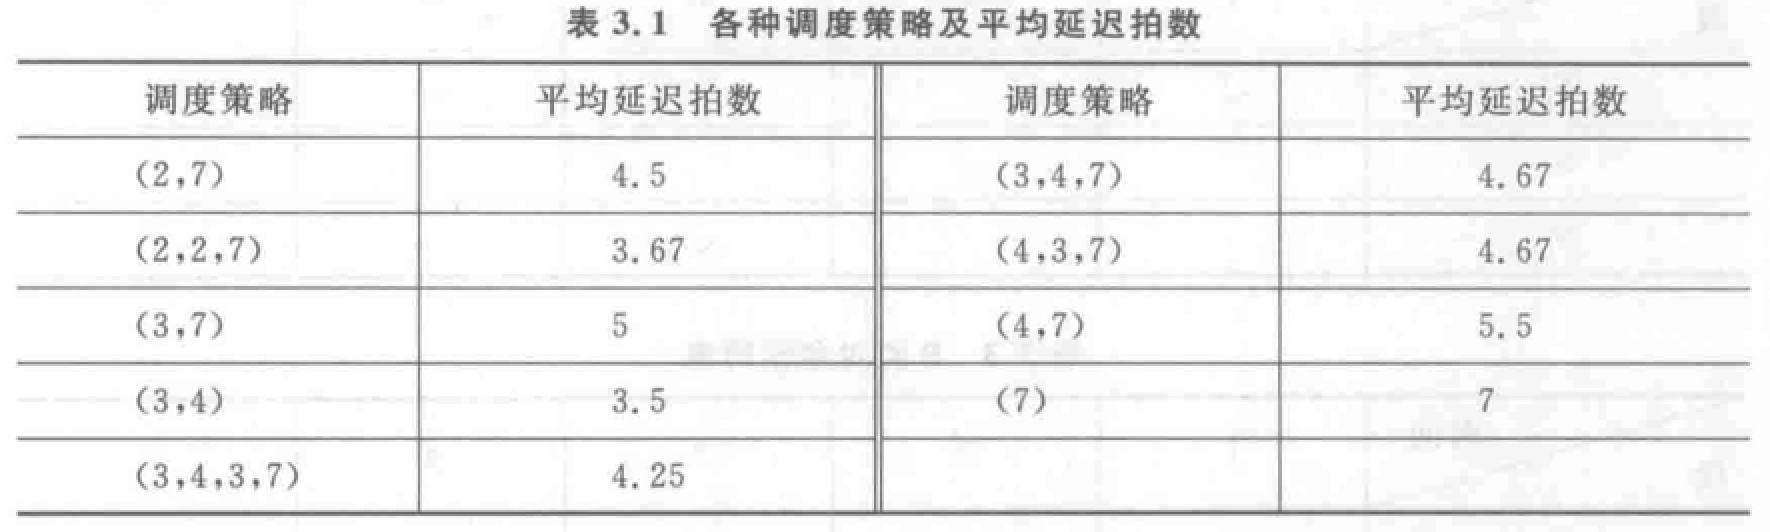 表 3.1 各种调度策略及平均延迟拍数
调度策略 平均延迟拍数 调度策略 平均延迟拍数
(2,7) 4.5 (3,4,7) 4.67
(2,2,7) 3.67 (4,3,7) 4.67
(3,7) 5 (4,7) 5.5
(3,4) 3.5 (7) 7
(3,4,3,7) 4.25